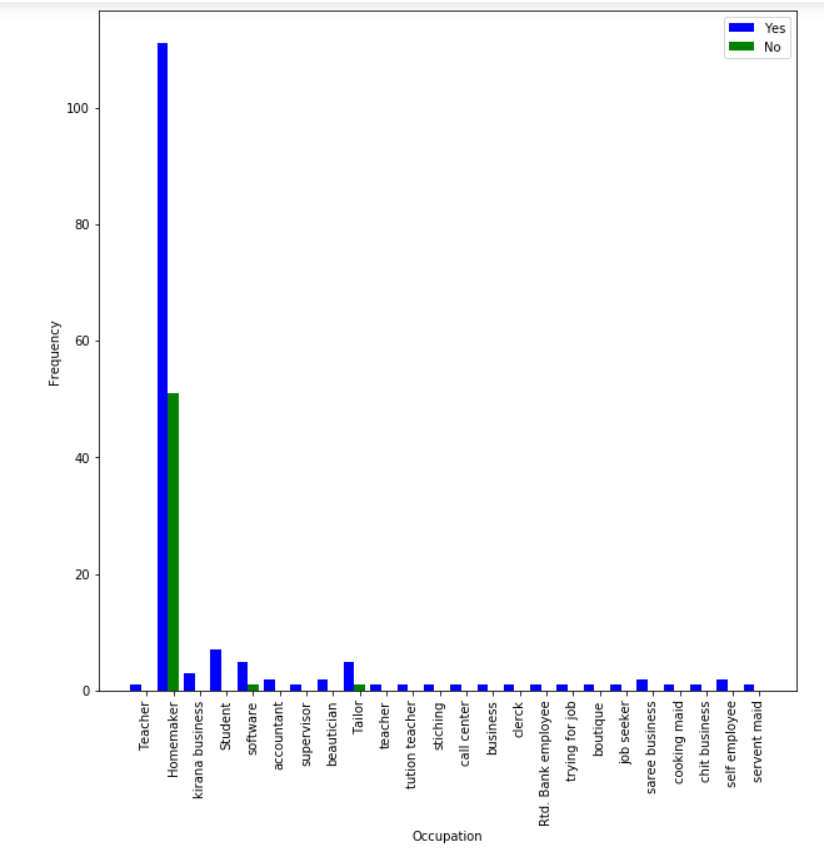 Yes
No
100
80
60
40
20
0
Frequency
Teacher
Homemaker
kirana business
Student
software
accountant
supervisor
beautician
Tailor
teacher
tution teacher
stiching
call center
business
clerck
Rtd. Bank employee
trying for job
boutique
job seeker
saree business
cooking maid
chit business
self employee
servent maid
Occupation